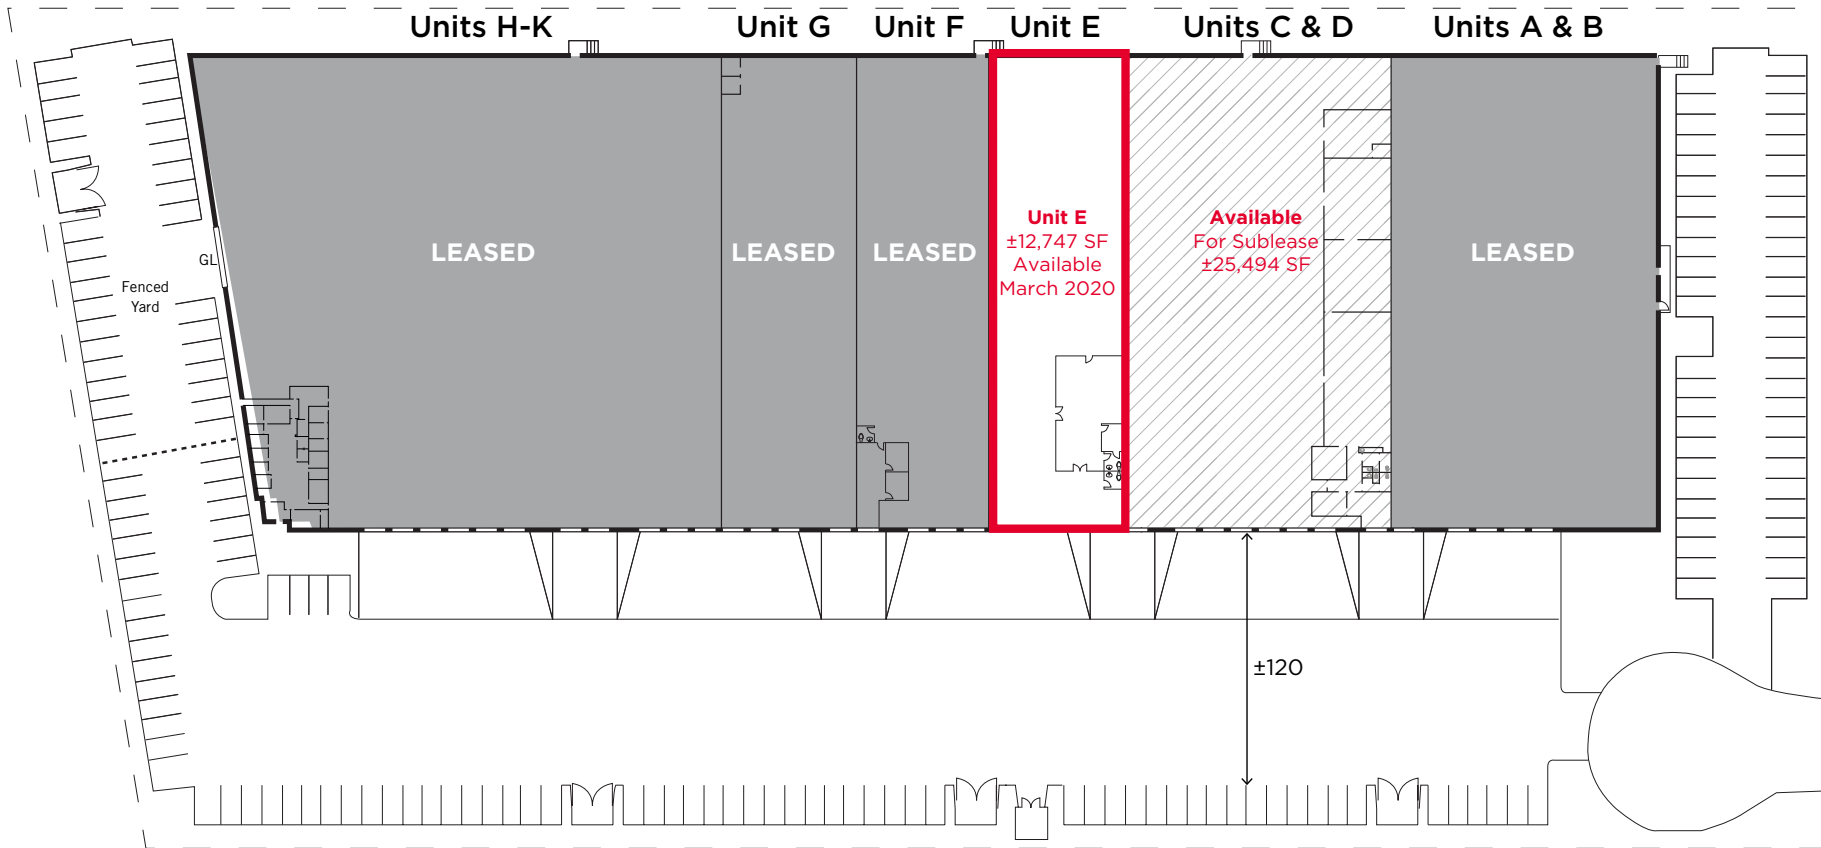 Units H-K
Unit G
Unit F
Unit E
Units C & D
Units A & B
LEASED
LEASED
LEASED
Unit E
±12,747 SF
Available
March 2020
Available
For Sublease
±25,494 SF
LEASED
GL
Fenced
Yard
±120